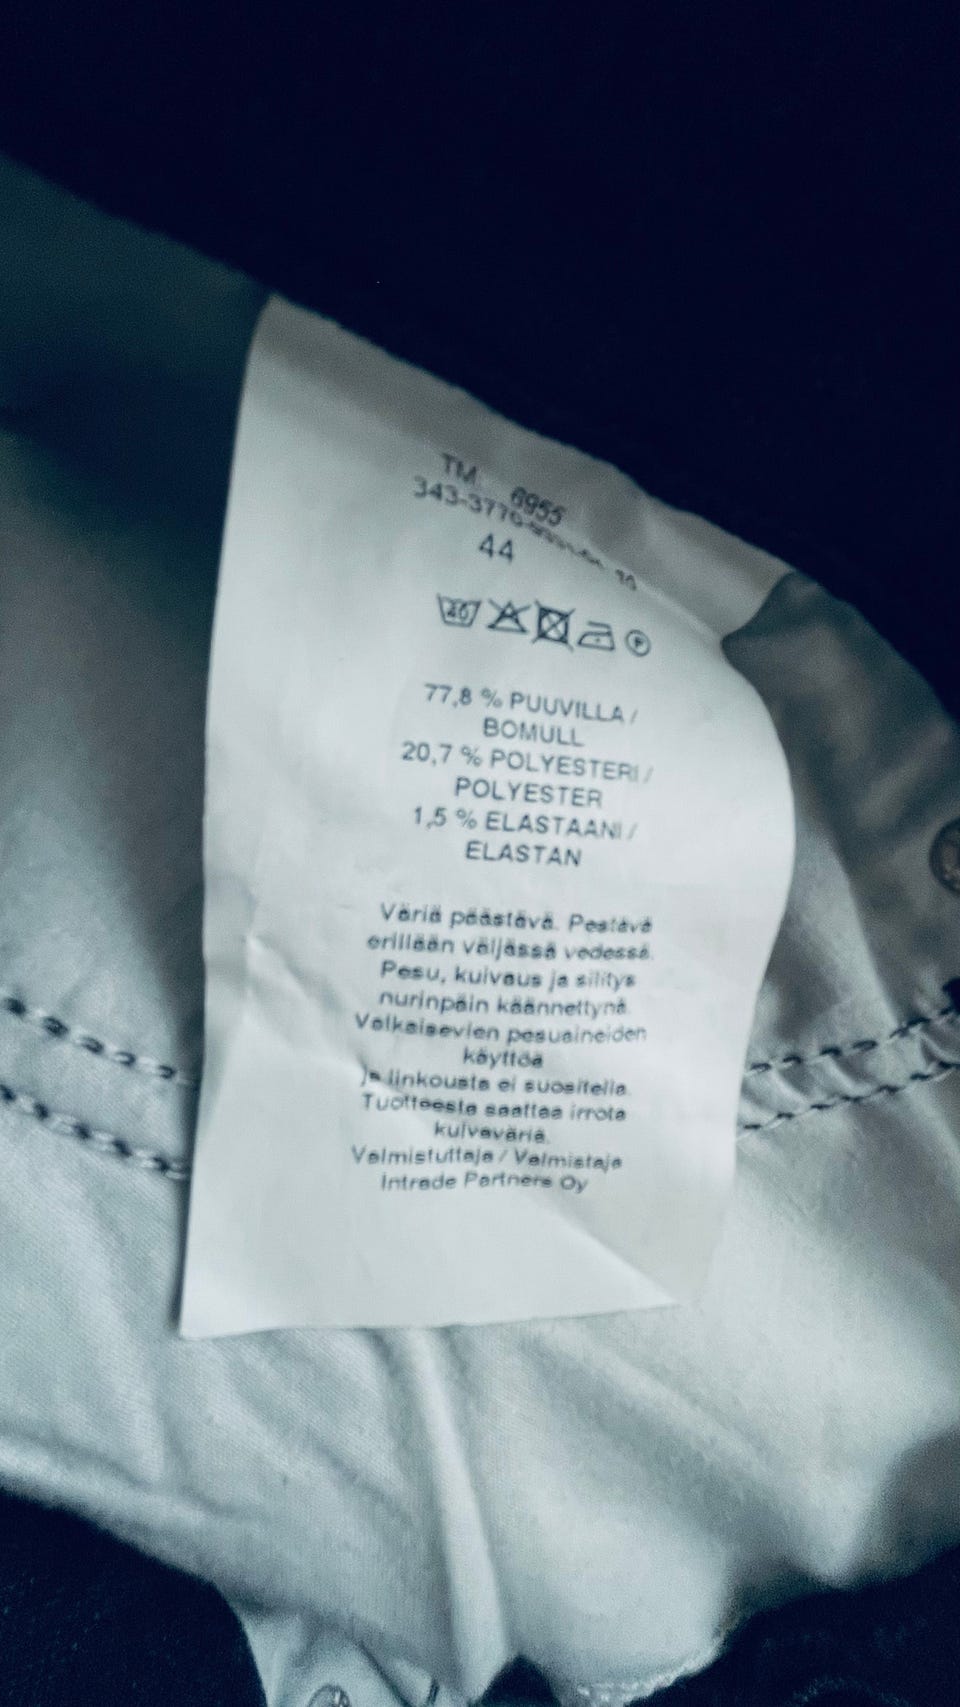 TM. 6955
343-3770-
44
77,8 % PUUVILLA /
BOMULL
20,7 % POLYESTERI /
POLYESTER
1,5 % ELASTAANI /
ELASTAN
Väriä päästävä. Pestävä
erillään väljässä vedessä.
Pesu, kuivaus ja silitys
nurinpäin käännettynä.
Valkaisevien pesuaineiden
käyttöä
ja linkousta ei suositella.
Tuotteesta saattaa irrota
kuivaväriä.
Valmistuttaja / Valmistaja
Intrade Partners Oy